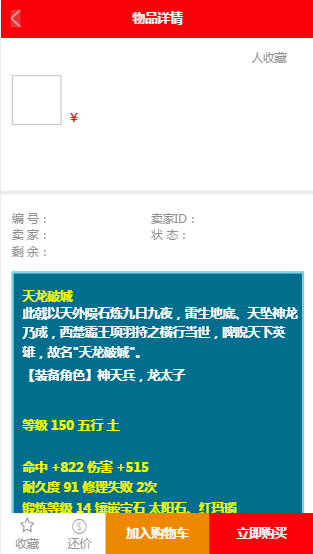 物品详情
人收藏
¥
编 号：
卖家ID：
卖 家：
状 态：
剩 余：
天龙破城
此戟以天外陨石炼九日九夜，雷生地底、天坠神龙
乃成，西楚霸王项羽持之横行当世，睥睨天下英
雄，故名"天龙破城"。
【装备角色】神天兵，龙太子
等级 150 五行 土
命中 +822 伤害 +515
耐久度 91 修理失败 2次
锻炼等级 14 镶嵌宝石 太阳石、红玛瑙
收藏
还价
加入购物车
立即购买